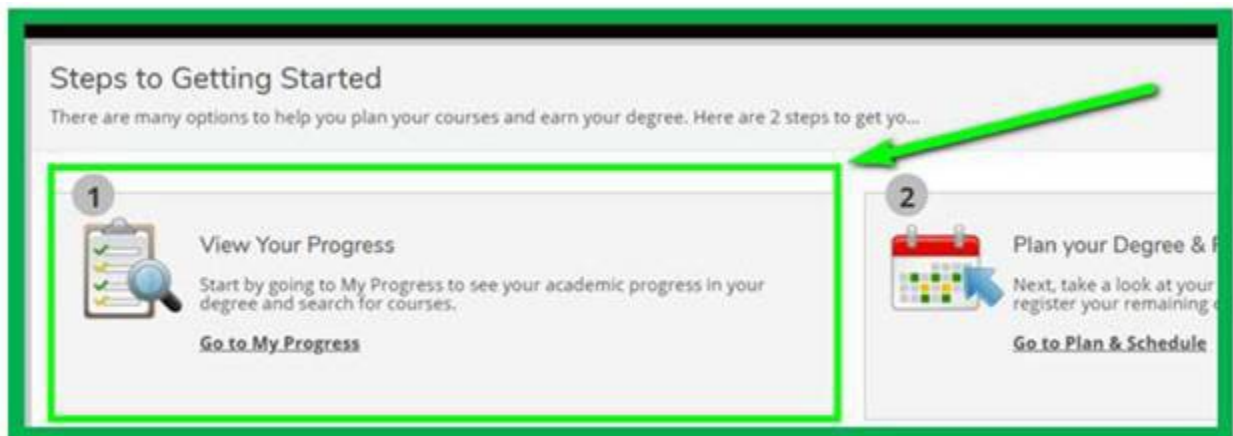 Steps to Getting Started
There are many options to help you plan your courses and earn your degree. Here are 2 steps to get yo...
1
View Your Progress
Start by going to My Progress to see your academic progress in your
degree and search for courses.
Go to My Progress
2
Plan your Degree &
Next, take a look at your
register your remaining
Go to Plan & Schedule